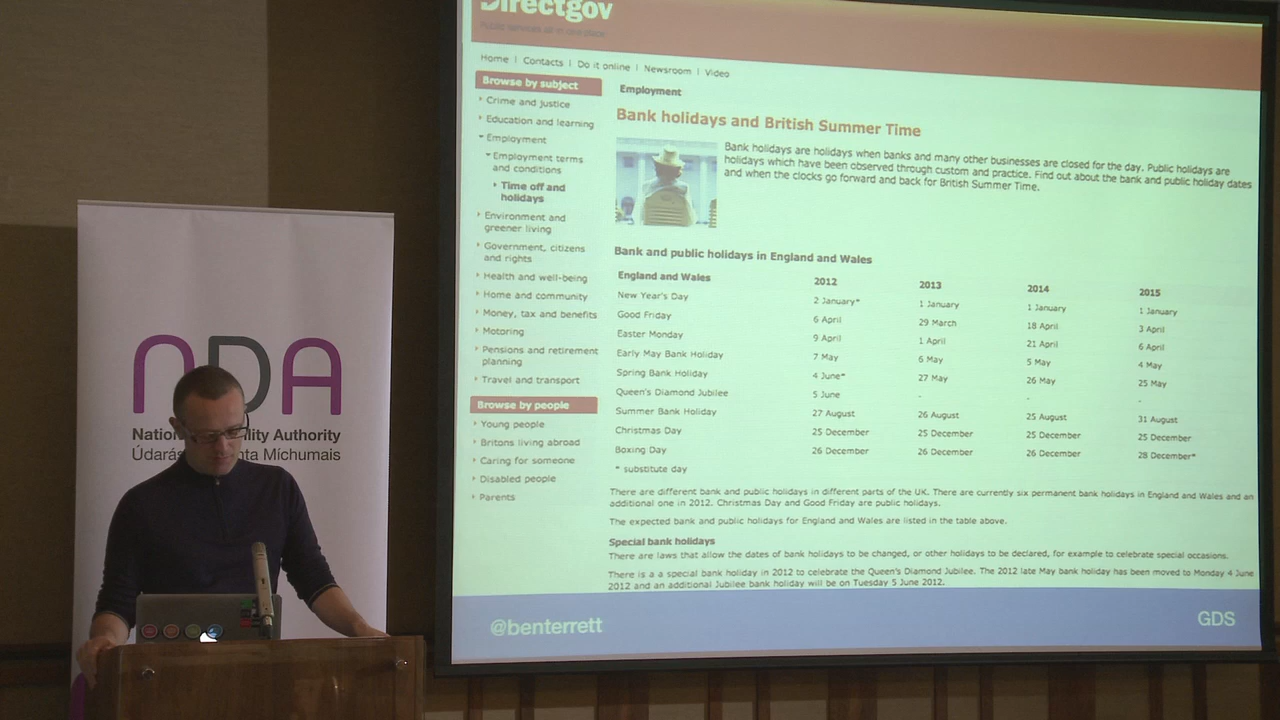 Directgov
Public services all in one place
Home | Contacts | Do it online | Newsroom | Video
Browse by subject
Crime and justice
Education and learning
Employment
Employment terms
and conditions
Time off and
holidays
Environment and
greener living
Government, citizens
and rights
Health and well-being
Home and community
Money, tax and benefits
Motoring
Pensions and retirement
planning
Travel and transport
Browse by people
Young people
Britons living abroad
Caring for someone
Disabled people
Parents
Employment
Bank holidays and British Summer Time
Bank holidays are holidays when banks and many other businesses are closed for the day. Public holidays are
holidays which have been observed through custom and practice. Find out about the bank and public holiday dates
and when the clocks go forward and back for British Summer Time.
Bank and public holidays in England and Wales
England and Wales 2012 2013 2014 2015
New Year's Day 2 January* 1 January 1 January 1 January
Good Friday 6 April 29 March 18 April 3 April
Easter Monday 9 April 1 April 21 April 6 April
Early May Bank Holiday 7 May 6 May 5 May 4 May
Spring Bank Holiday 4 June* 27 May 26 May 25 May
Queen's Diamond Jubilee 5 June - - -
Summer Bank Holiday 27 August 26 August 25 August 31 August
Christmas Day 25 December 25 December 25 December 25 December
Boxing Day 26 December 26 December 26 December 28 December*
* substitute day
There are different bank and public holidays in different parts of the UK. There are currently six permanent bank holidays in England and Wales and an
additional one in 2012. Christmas Day and Good Friday are public holidays.
The expected bank and public holidays for England and Wales are listed in the table above.
Special bank holidays
There are laws that allow the dates of bank holidays to be changed, or other holidays to be declared, for example to celebrate special occasions.
There is a a special bank holiday in 2012 to celebrate the Queen's Diamond Jubilee. The 2012 late May bank holiday has been moved to Monday 4 June
2012 and an additional Jubilee bank holiday will be on Tuesday 5 June 2012.
@benterrett
GDS
NDA
Authority
Míchumais